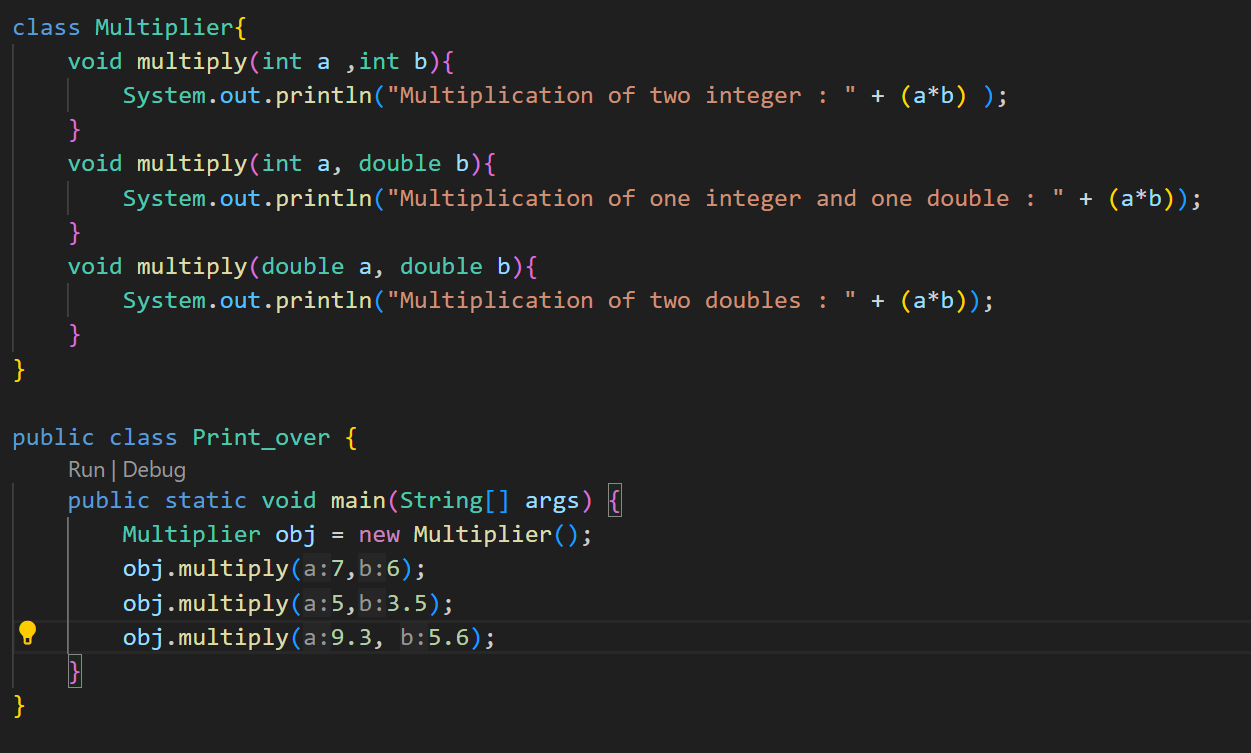 class Multiplier{
    void multiply(int a ,int b){
        System.out.println("Multiplication of two integer : " + (a*b) );
    }
    void multiply(int a, double b){
        System.out.println("Multiplication of one integer and one double : " + (a*b));
    }
    void multiply(double a, double b){
        System.out.println("Multiplication of two doubles : " + (a*b));
    }
}
public class Print_over {
    Run | Debug
    public static void main(String[] args) {
        Multiplier obj = new Multiplier();
        obj.multiply(a:7,b:6);
        obj.multiply(a:5,b:3.5);
        obj.multiply(a:9.3, b:5.6);
    }
}